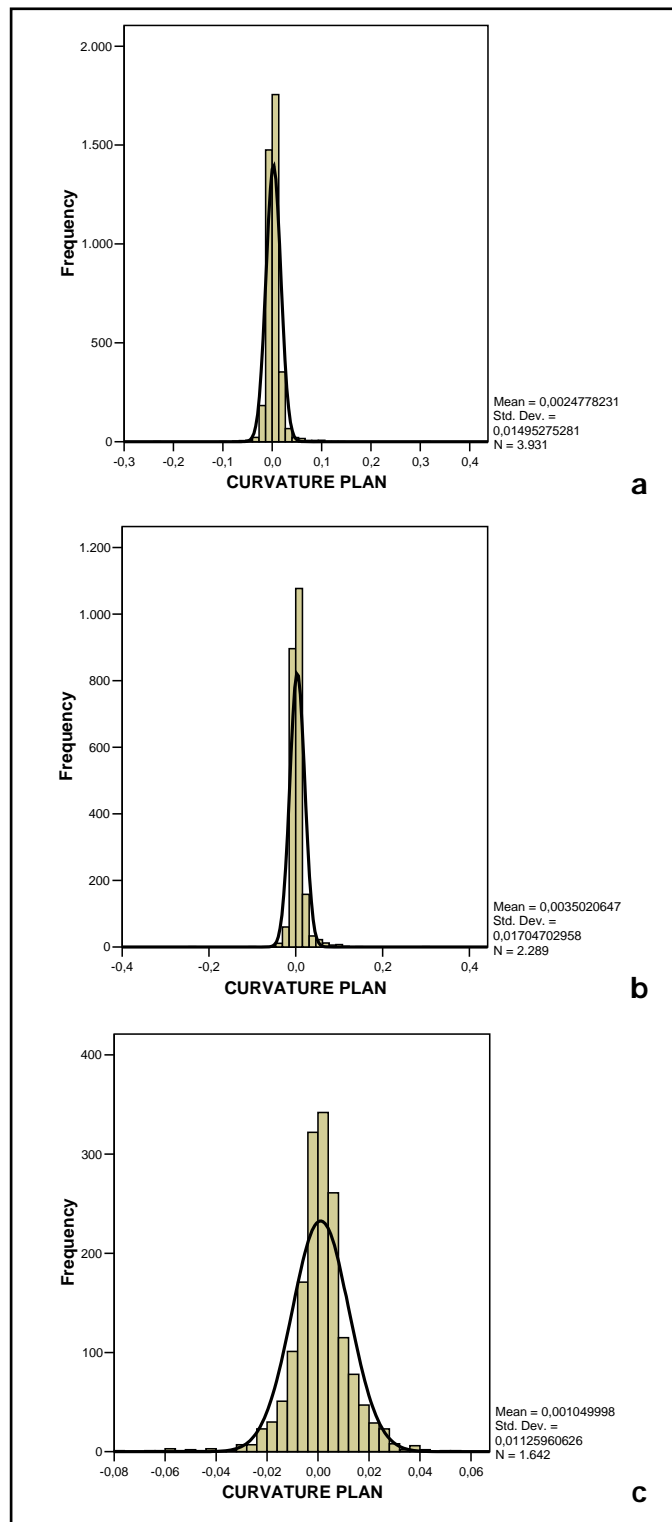 2.000
1.500
1.000
500
0
Frequency
-0,3 -0,2 -0,1 0,0 0,1 0,2 0,3 0,4
CURVATURE PLAN
Mean = 0,0024778231
Std. Dev. =
0,01495275281
N = 3.931
a
1.200
1.000
800
600
400
200
0
Frequency
-0,4 -0,2 0,0 0,2 0,4
CURVATURE PLAN
Mean = 0,0035020647
Std. Dev. =
0,01704702958
N = 2.289
b
400
300
200
100
0
Frequency
-0,08 -0,06 -0,04 -0,02 0,00 0,02 0,04 0,06
CURVATURE PLAN
Mean = 0,001049998
Std. Dev. =
0,01125960626
N = 1.642
c